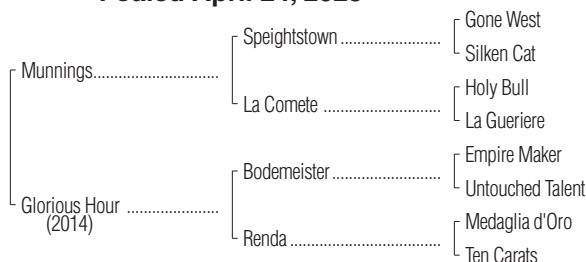 Gone West
Speightstown
Silken Cat
Munnings
Holy Bull
La Comete
La Gueriere
Empire Maker
Bodemeister
Untouched Talent
Glorious Hour
(2014)
Medaglia d'Oro
Renda
Ten Carats